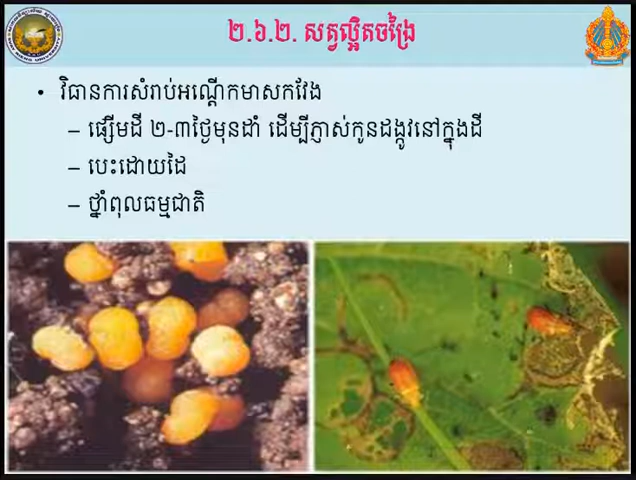 ២.៦.២. សត្វល្អិតចង្រៃ
• វិធានការសំរាប់អណ្តើកមាសកវែង
– ផ្សើមដី ២-៣ថ្ងៃមុនដាំ ដើម្បីភ្ញាស់កូនដង្កូវនៅក្នុងដី
– បេះដោយដៃ
– ថ្នាំពុលធម្មជាតិ